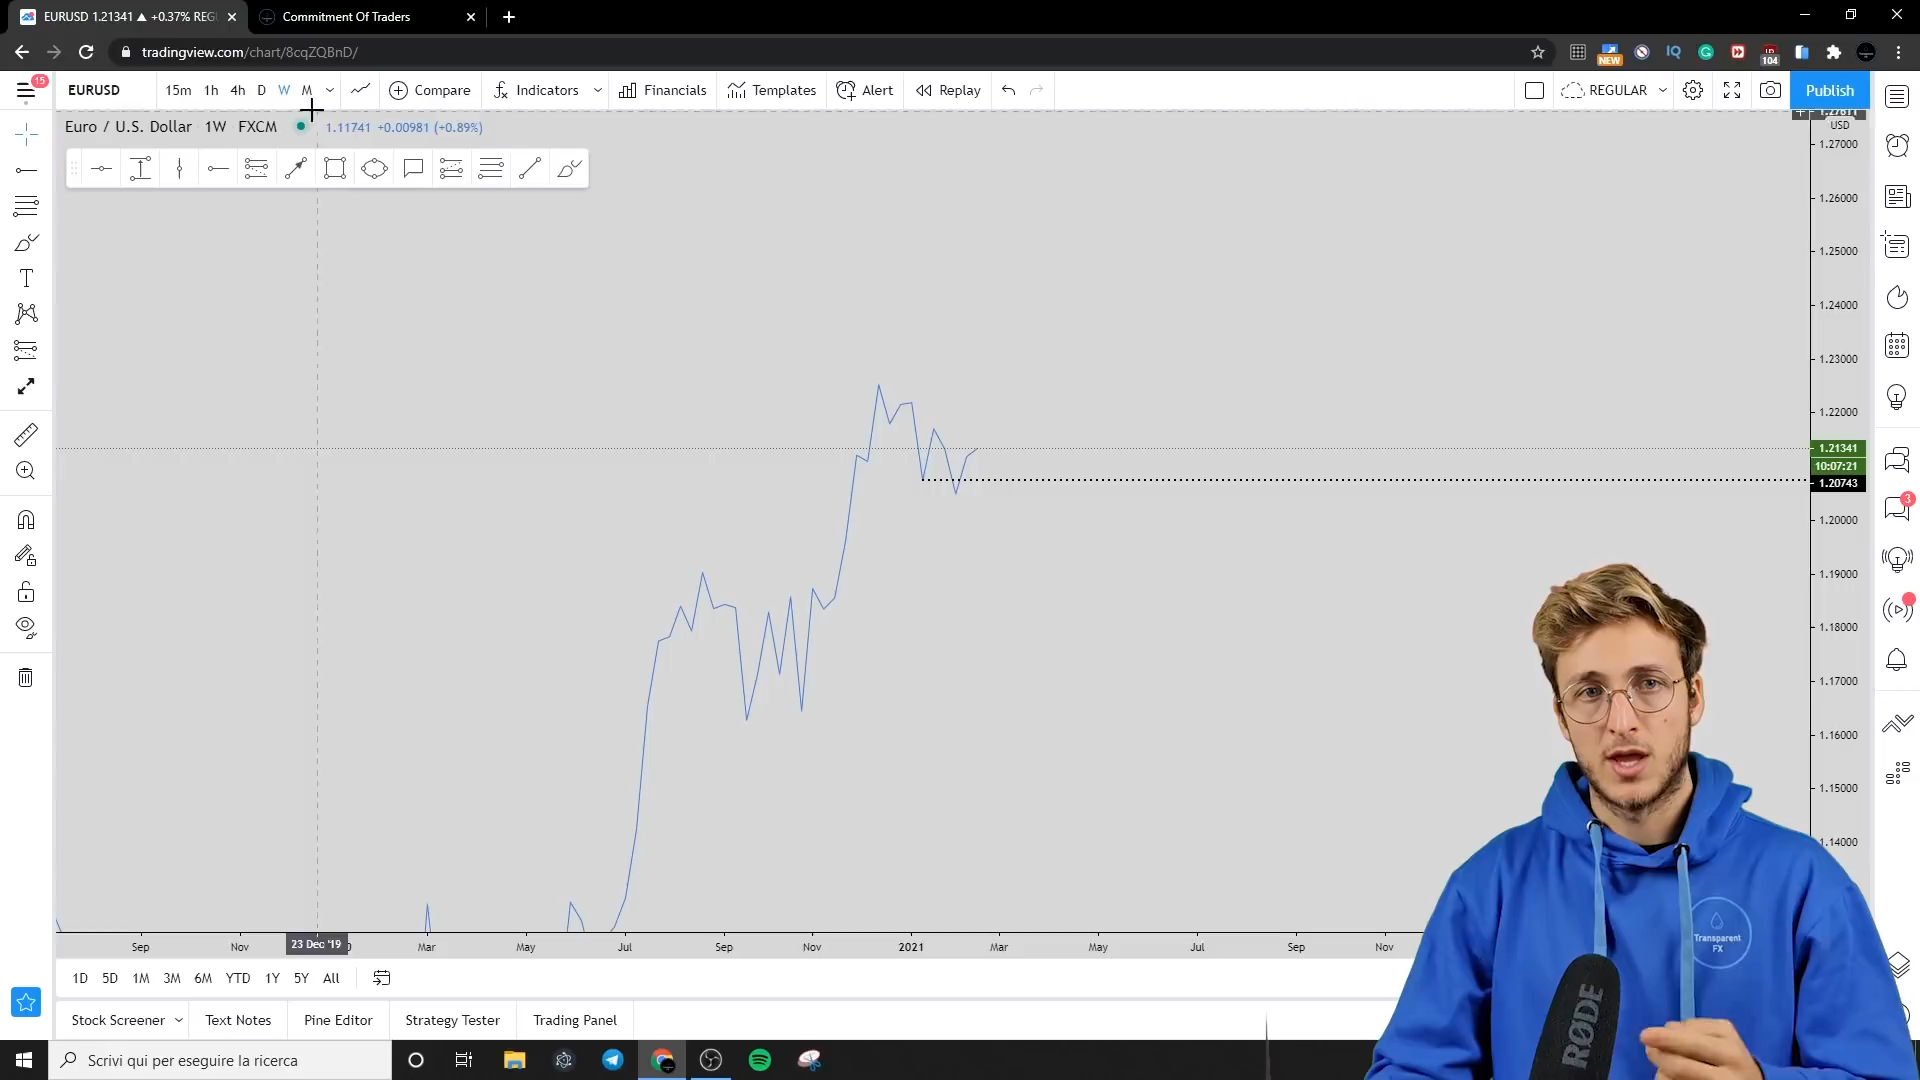 EURUSD 1.21341 ▲ +0.37% REG
Commitment Of Traders
tradingview.com/chart/8cqZQBnD/
NEW
IQ
104
15
EURUSD
15m 1h 4h D W M
Compare
Indicators
Financials
Templates
Alert
Replay
REGULAR
Publish
Euro / U.S. Dollar 1W FXCM
1.11741 +0.00981 (+0.89%)
USD
1.27000
1.26000
1.25000
1.24000
1.23000
1.22000
1.21341
10:07:21
1.20743
1.20000
1.19000
1.18000
1.17000
1.16000
1.15000
1.14000
3
Sep Nov 23 Dec '19 Mar May Jul Sep Nov 2021 Mar May Jul Sep Nov
Transparent
FX
RØDE
1D 5D 1M 3M 6M YTD 1Y 5Y All
Stock Screener Text Notes Pine Editor Strategy Tester Trading Panel
Scrivi qui per eseguire la ricerca